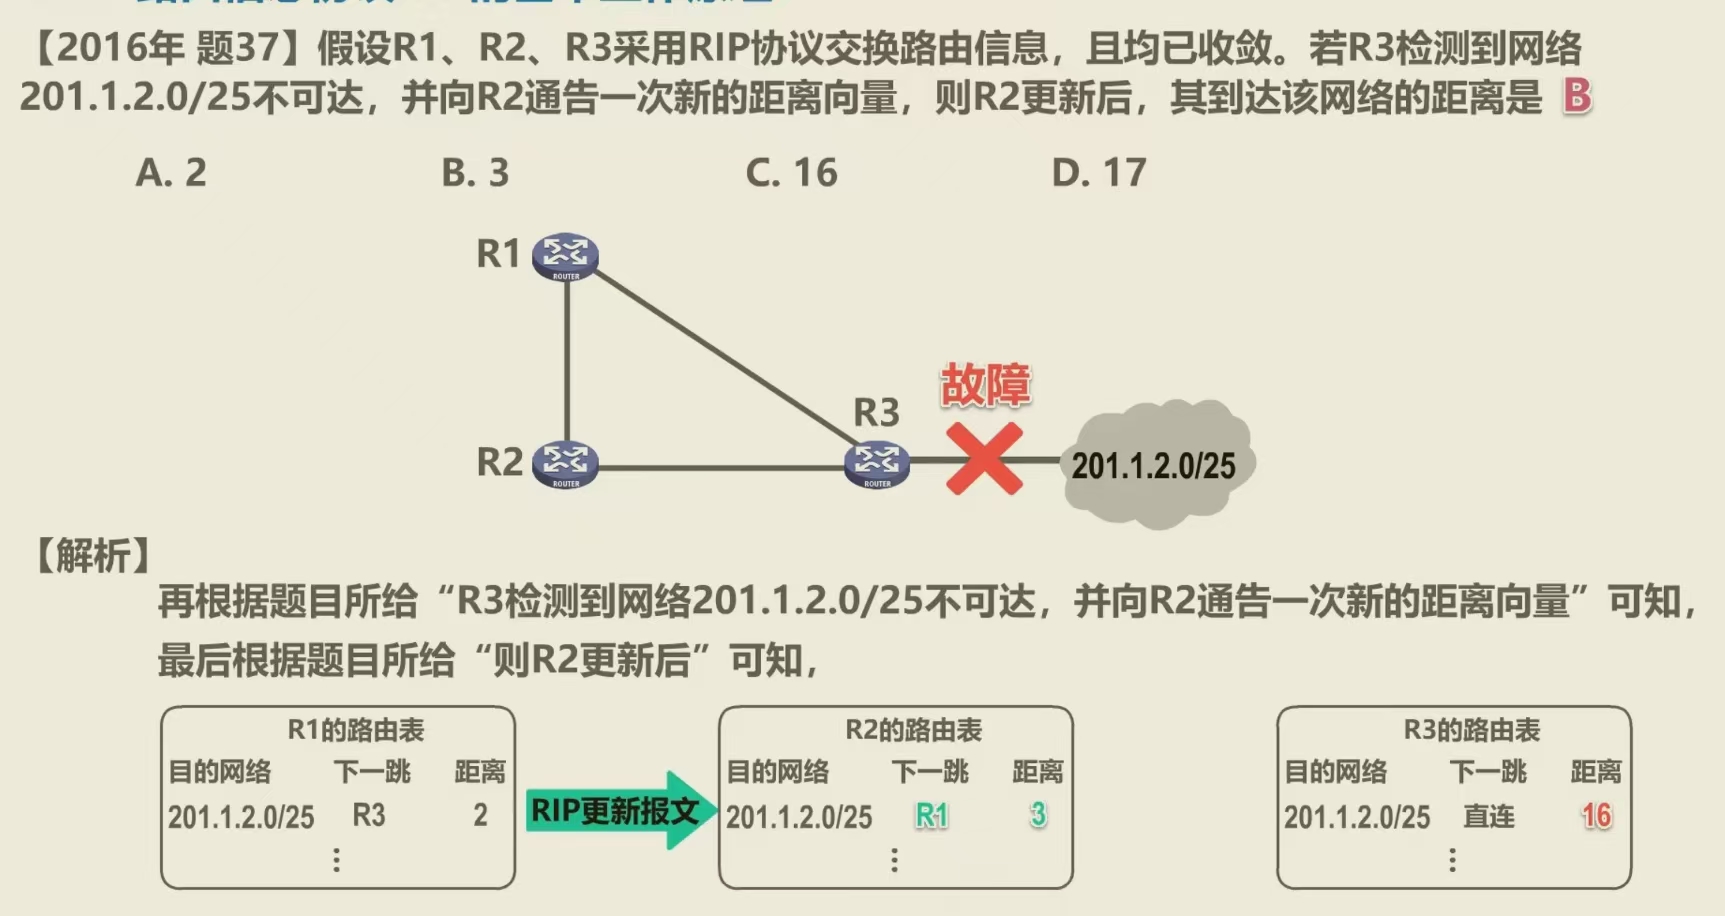 【2016年 题37】假设R1、R2、R3采用RIP协议交换路由信息，且均已收敛。若R3检测到网络
201.1.2.0/25不可达，并向R2通告一次新的距离向量，则R2更新后，其到达该网络的距离是 B
A. 2 B. 3 C. 16 D. 17
R1
ROUTER
故障
R3
R2
ROUTER
ROUTER
201.1.2.0/25
【解析】
再根据题目所给“R3检测到网络201.1.2.0/25不可达，并向R2通告一次新的距离向量”可知，
最后根据题目所给“则R2更新后”可知，
R1的路由表
目的网络 下一跳 距离
201.1.2.0/25 R3 2
⋮
RIP更新报文
R2的路由表
目的网络 下一跳 距离
201.1.2.0/25 R1 3
⋮
R3的路由表
目的网络 下一跳 距离
201.1.2.0/25 直连 16
⋮